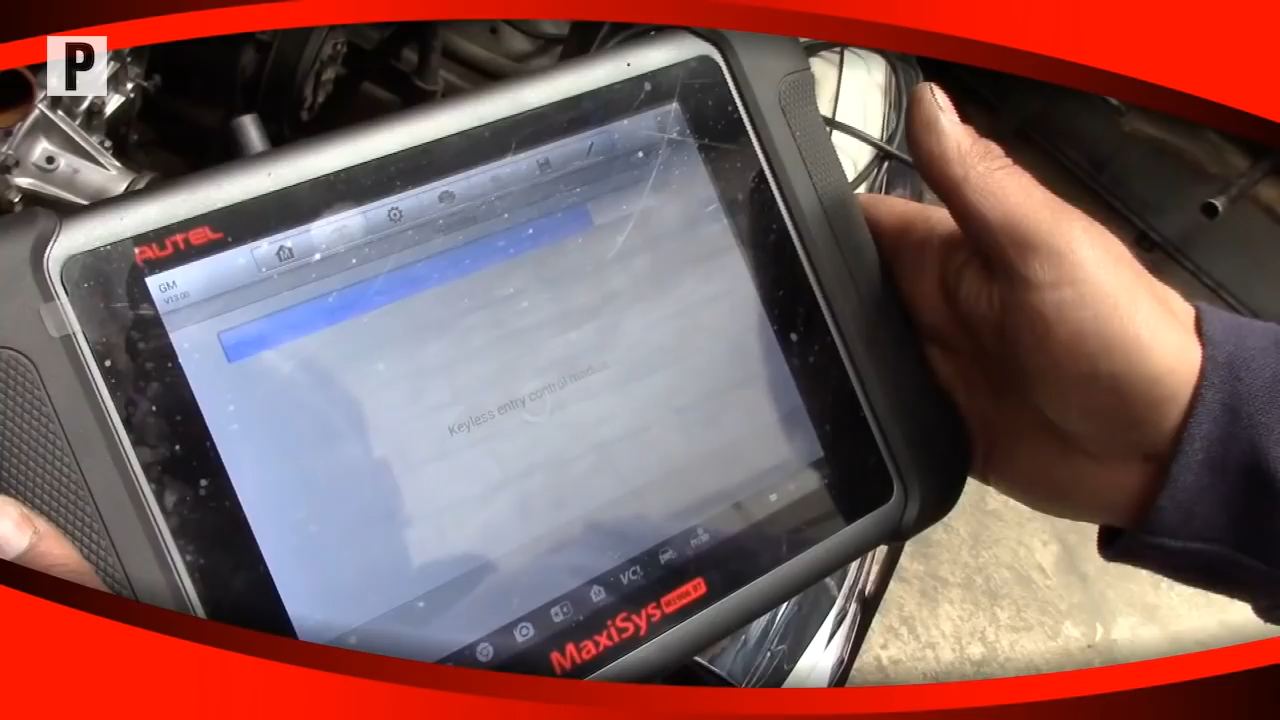 P
AUTEL
GM
V13.00
Keyless entry control module
VCI
MaxiSys